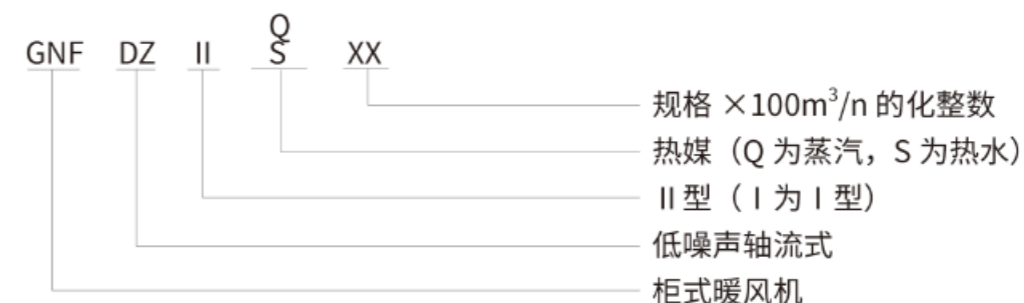 GNF DZ II Q/S XX
规格 ×100m³/n 的化整数
热媒（Q 为蒸汽，S 为热水）
II 型（I 为 I 型）
低噪声轴流式
柜式暖风机